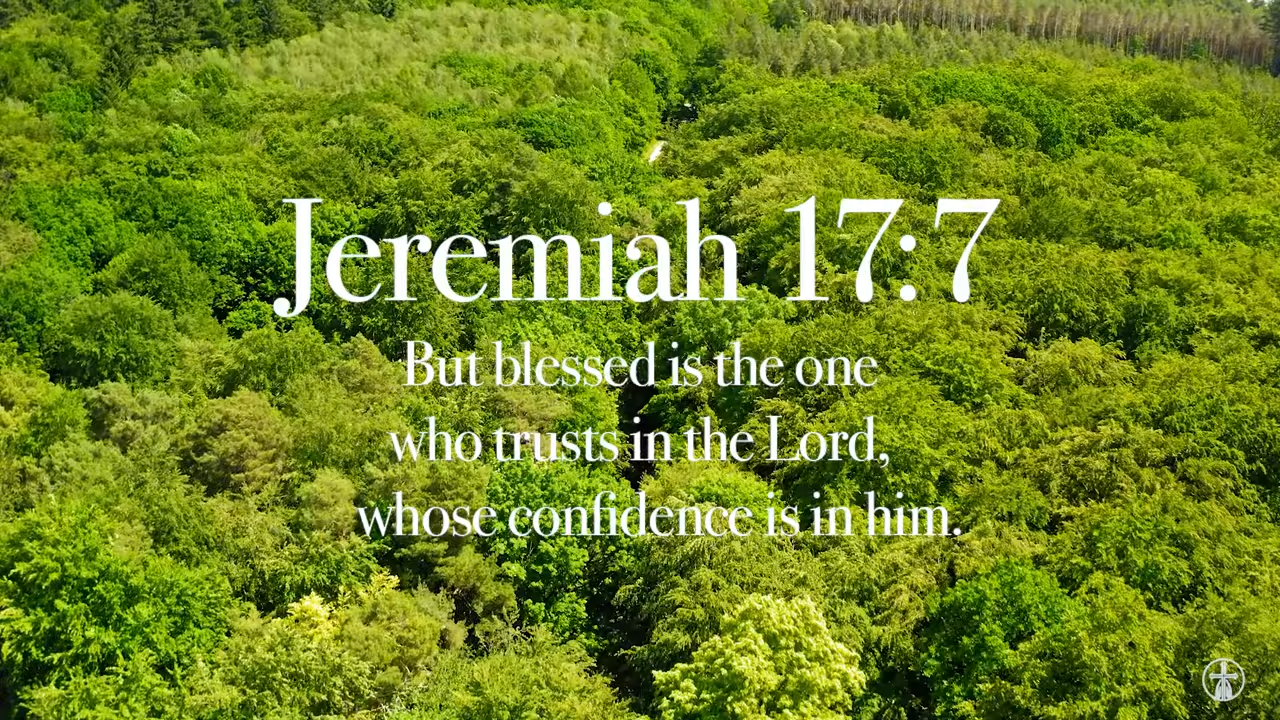 Jeremiah 17:7
But blessed is the one
who trusts in the Lord,
whose confidence is in him.